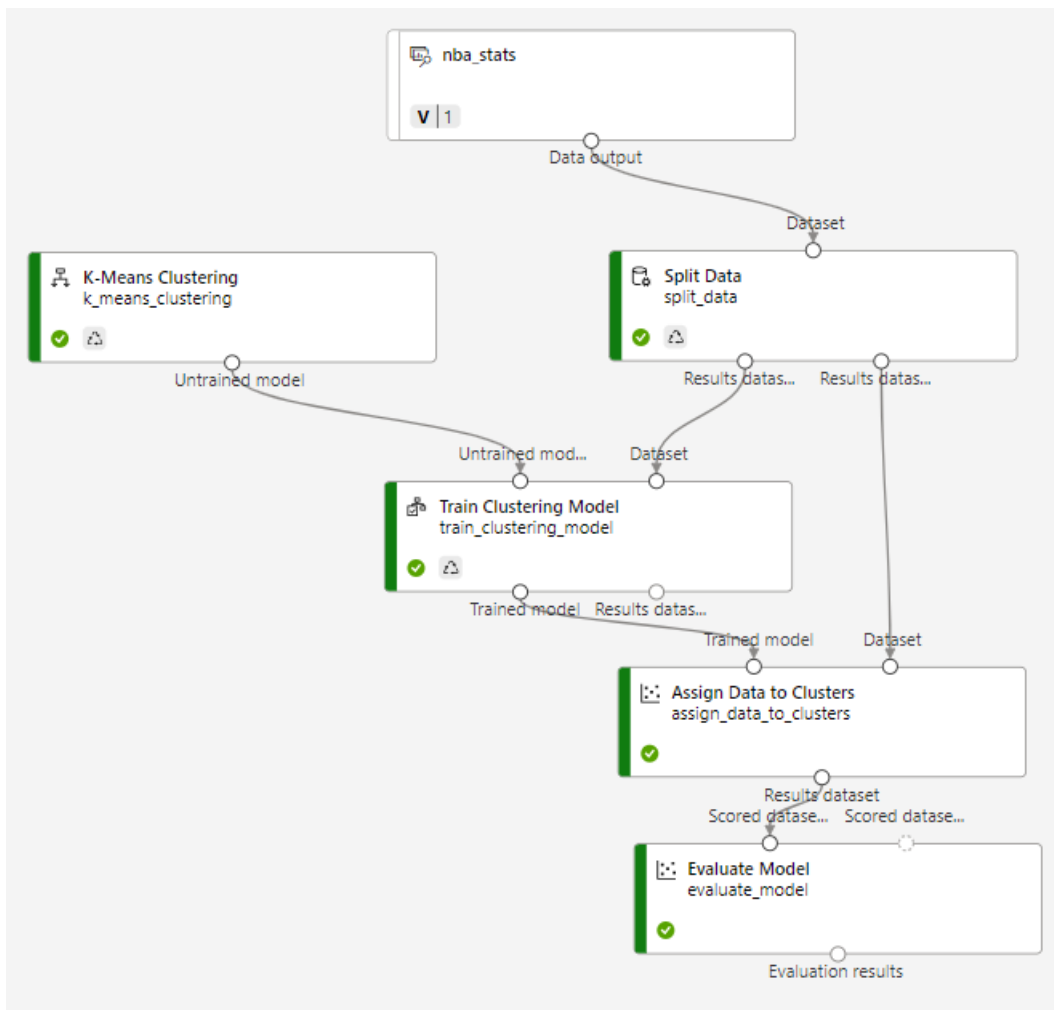 nba_stats
V | 1
Data output
Dataset
K-Means Clustering
k_means_clustering
Split Data
split_data
Untrained model
Results datas...
Results datas...
Untrained mod...
Dataset
Train Clustering Model
train_clustering_model
Trained model
Results datas...
Trained model
Dataset
Assign Data to Clusters
assign_data_to_clusters
Results dataset
Scored datase...
Scored datase...
Evaluate Model
evaluate_model
Evaluation results